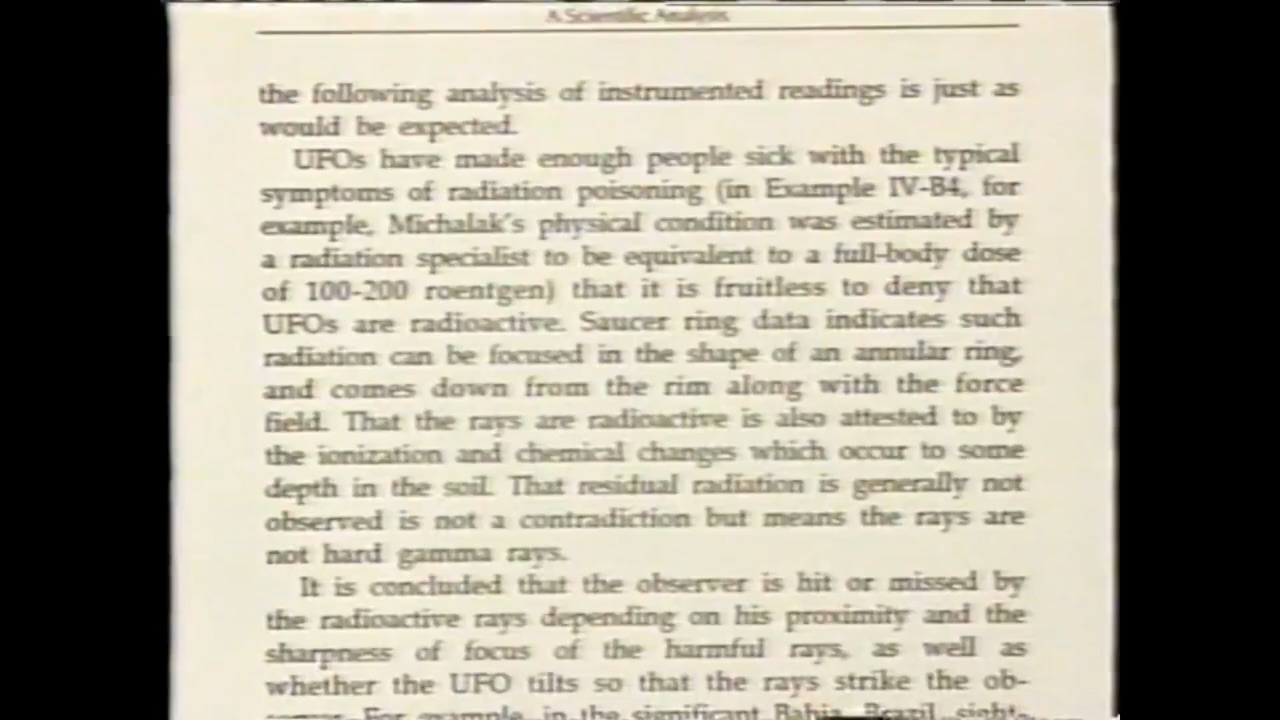 A Scientific Analysis
the following analysis of instrumented readings is just as
would be expected.
UFOs have made enough people sick with the typical
symptoms of radiation poisoning (in Example IV-B4, for
example, Michalak's physical condition was estimated by
a radiation specialist to be equivalent to a full-body dose
of 100-200 roentgen) that it is fruitless to deny that
UFOs are radioactive. Saucer ring data indicates such
radiation can be focused in the shape of an annular ring,
and comes down from the rim along with the force
field. That the rays are radioactive is also attested to by
the ionization and chemical changes which occur to some
depth in the soil. That residual radiation is generally not
observed is not a contradiction but means the rays are
not hard gamma rays.
It is concluded that the observer is hit or missed by
the radioactive rays depending on his proximity and the
sharpness of focus of the harmful rays, as well as
whether the UFO tilts so that the rays strike the ob-
For example, in the significant Bahia, Brazil, sight-